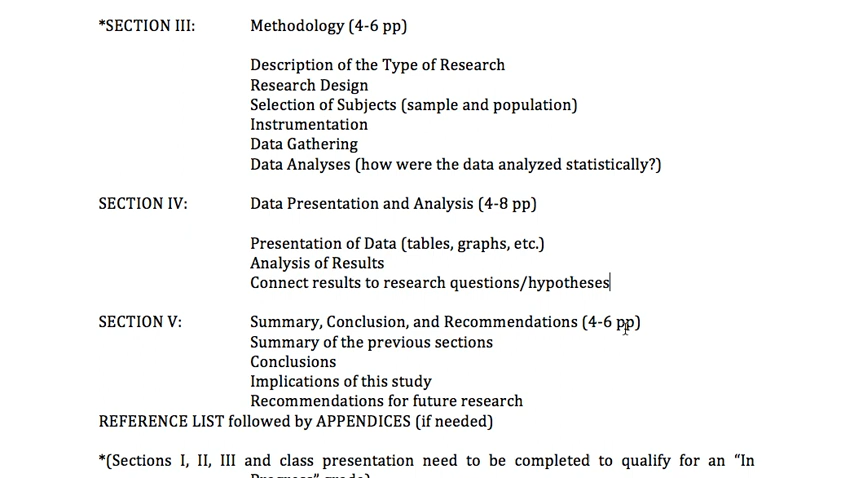 *SECTION III: Methodology (4-6 pp)
Description of the Type of Research
Research Design
Selection of Subjects (sample and population)
Instrumentation
Data Gathering
Data Analyses (how were the data analyzed statistically?)
SECTION IV: Data Presentation and Analysis (4-8 pp)
Presentation of Data (tables, graphs, etc.)
Analysis of Results
Connect results to research questions/hypotheses
SECTION V: Summary, Conclusion, and Recommendations (4-6 pp)
Summary of the previous sections
Conclusions
Implications of this study
Recommendations for future research
REFERENCE LIST followed by APPENDICES (if needed)
*(Sections I, II, III and class presentation need to be completed to qualify for an “In
Progress” grade)